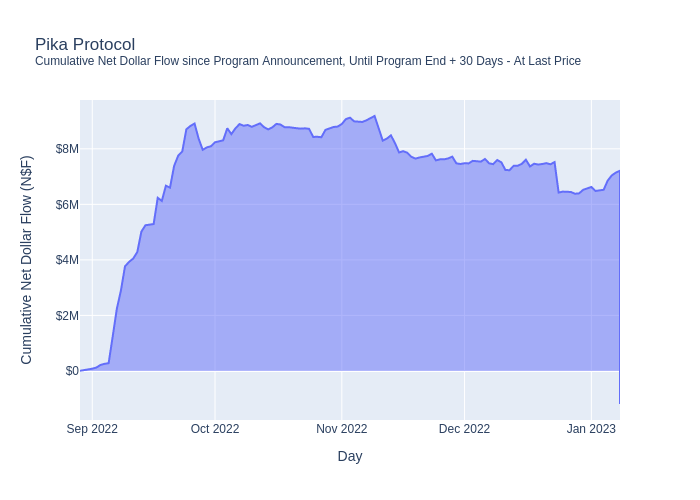 Pika Protocol
Cumulative Net Dollar Flow since Program Announcement, Until Program End + 30 Days - At Last Price
Cumulative Net Dollar Flow (N$F)
$8M
$6M
$4M
$2M
$0
Sep 2022
Oct 2022
Nov 2022
Dec 2022
Jan 2023
Day